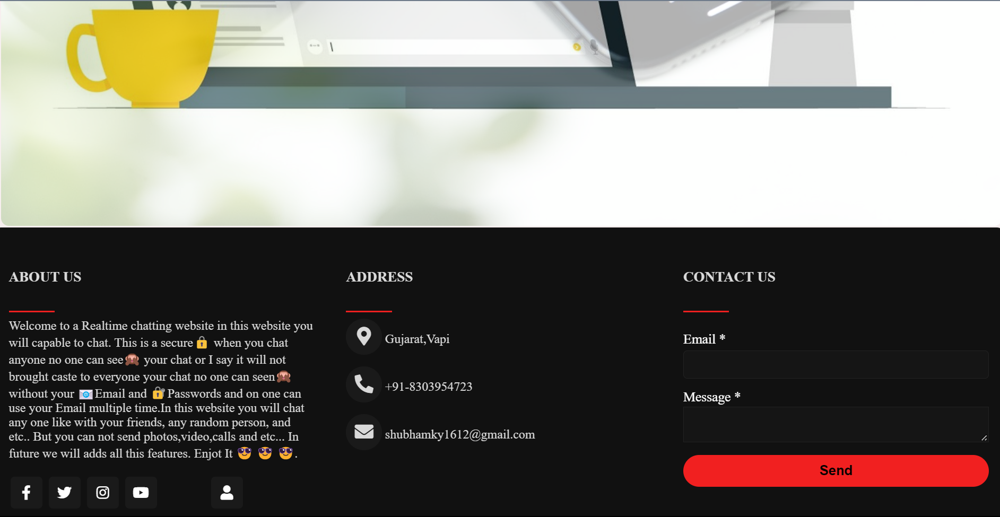 ABOUT US
Welcome to a Realtime chatting website in this website you
will capable to chat. This is a secure🔒 when you chat
anyone no one can see🙈 your chat or I say it will not
brought caste to everyone your chat no one can seen🙈
without your 📧Email and 🔐Passwords and on one can
use your Email multiple time.In this website you will chat
any one like with your friends, any random person, and
etc.. But you can not send photos,video,calls and etc... In
future we will adds all this features. Enjot It 😎 😎 😎.
ADDRESS
Gujarat,Vapi
+91-8303954723
shubhamky1612@gmail.com
CONTACT US
Email *
Message *
Send